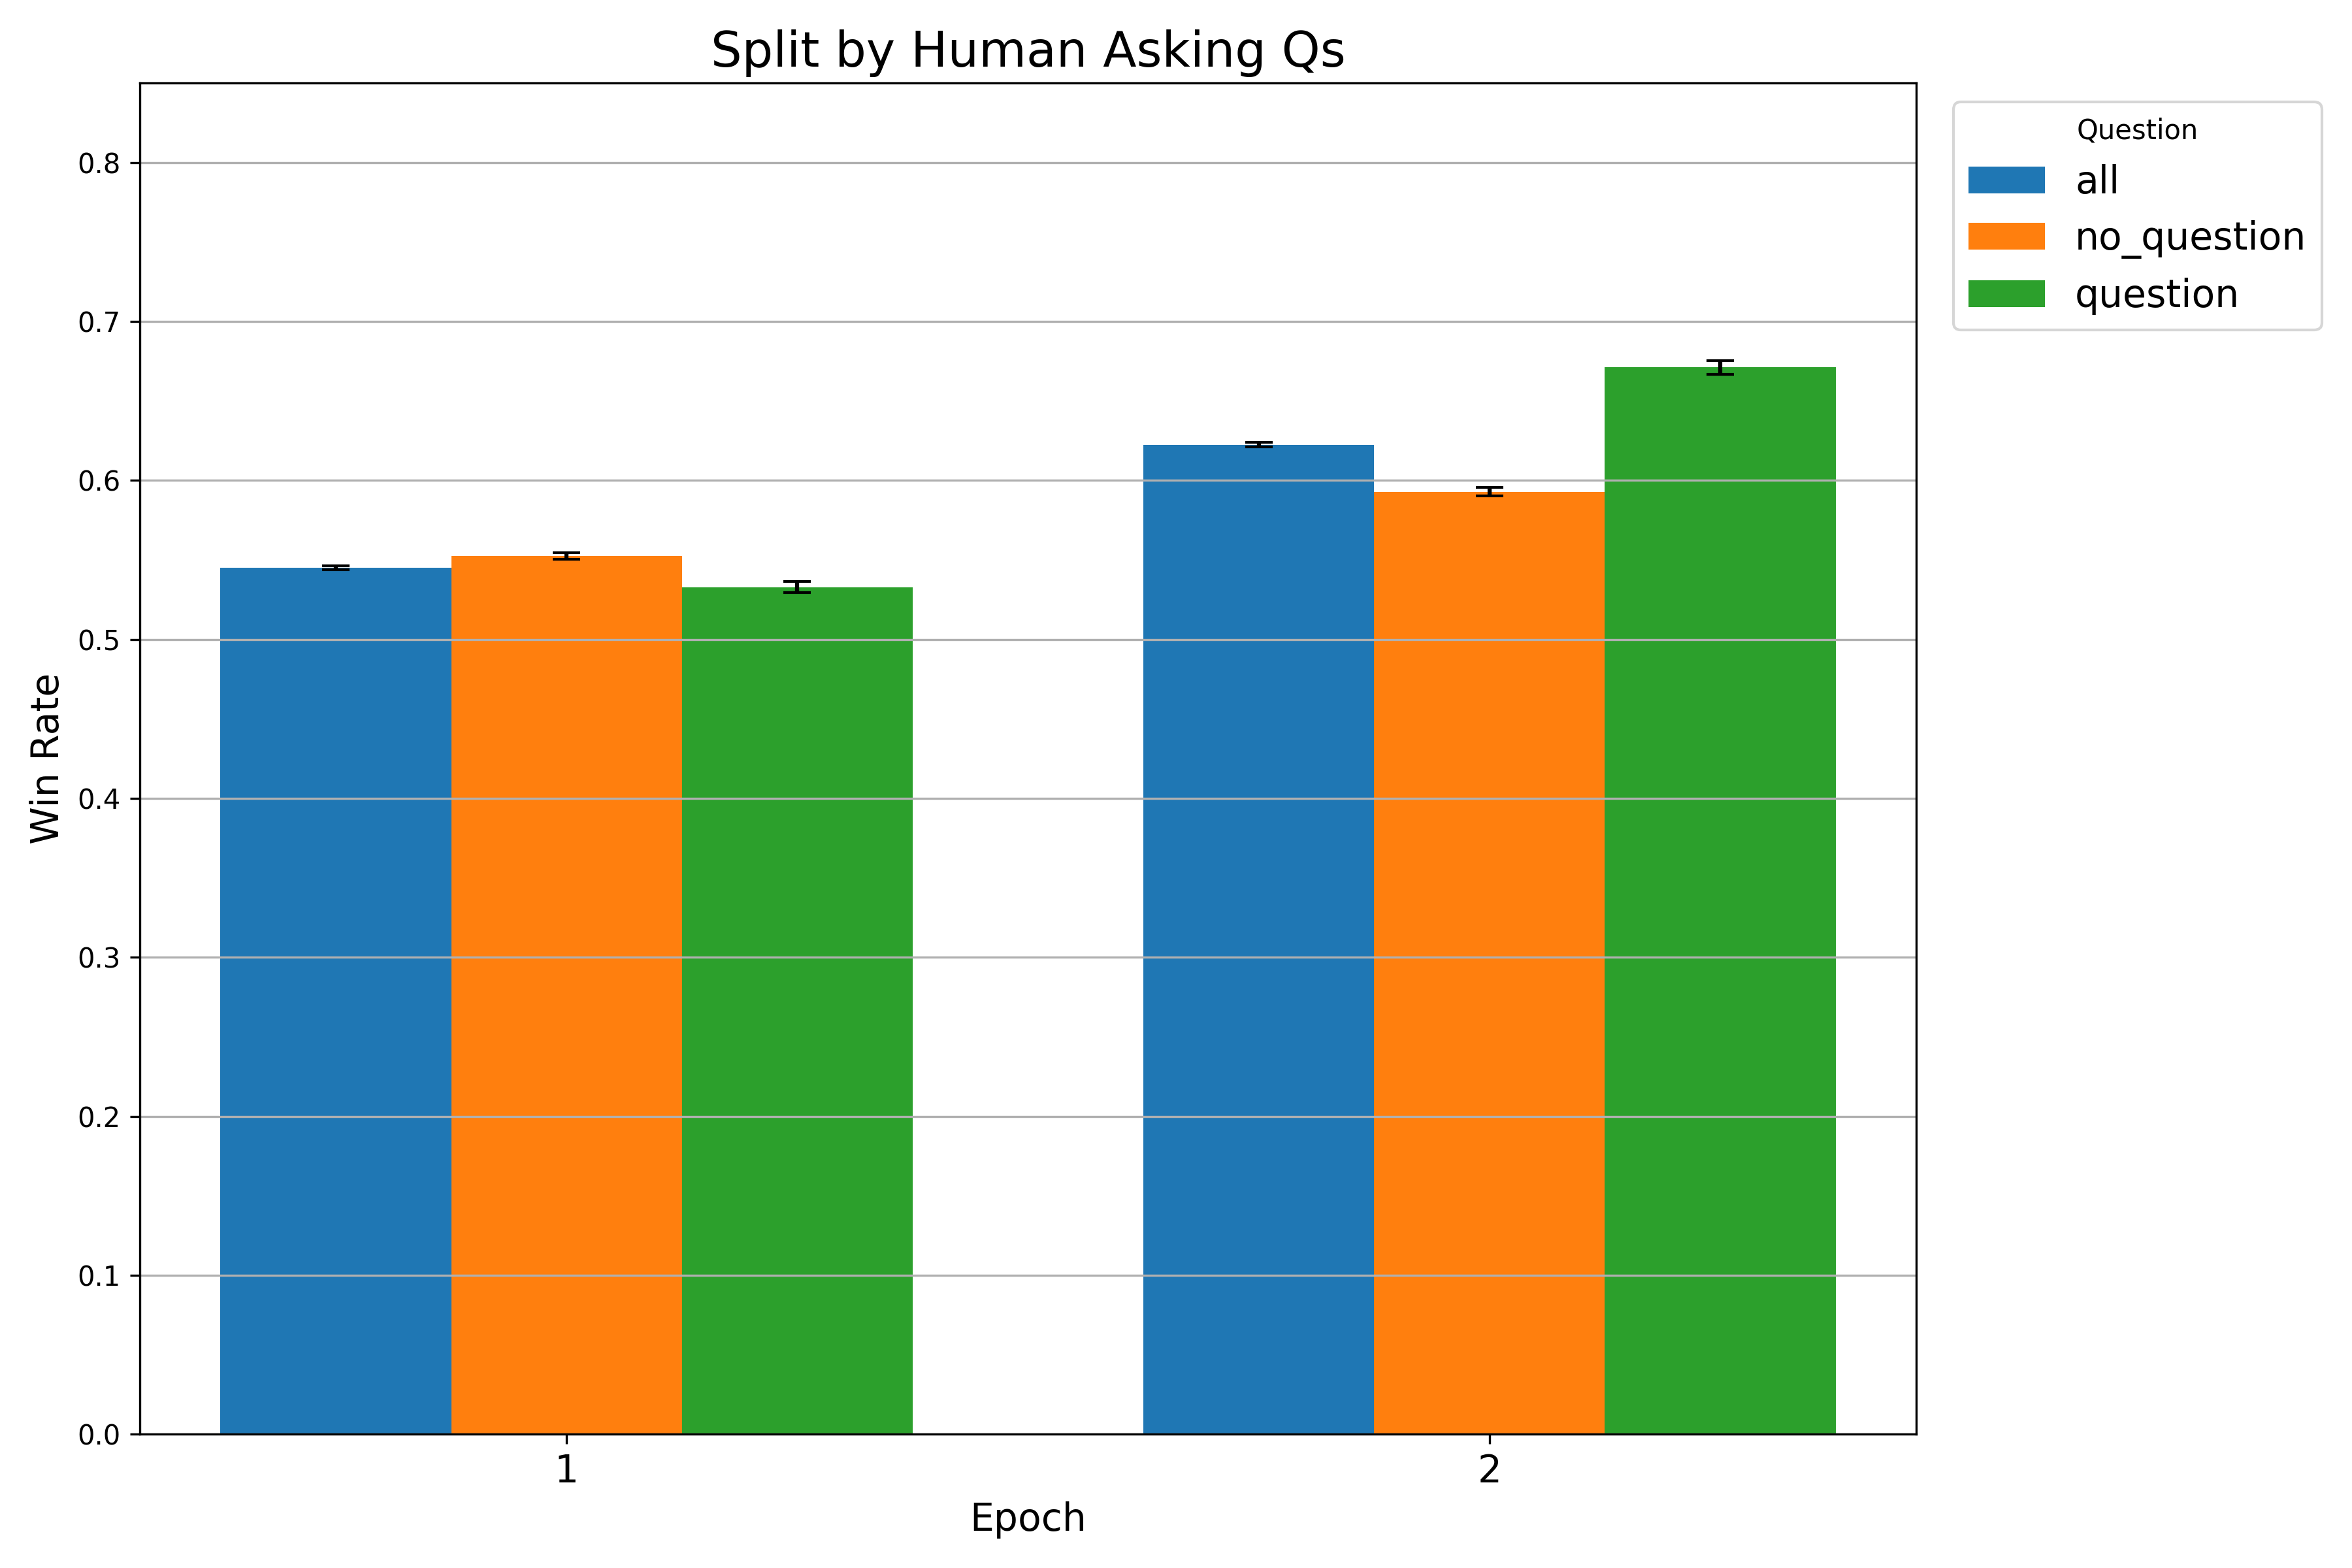 Split by Human Asking Qs
Question
all
no_question
question
0.8
0.7
0.6
0.5
0.4
0.3
0.2
0.1
0.0
Win Rate
1
2
Epoch